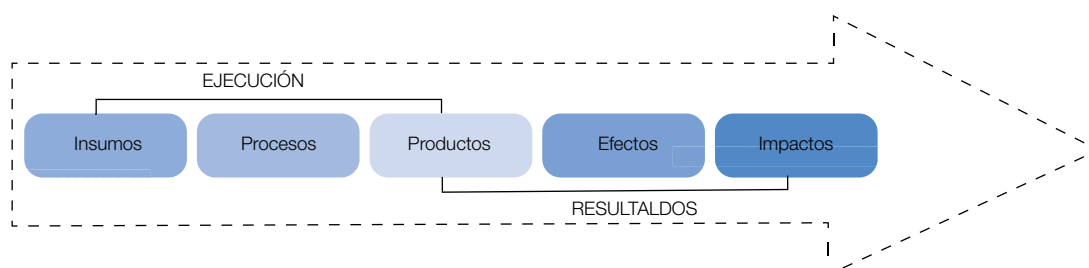 EJECUCIÓN
Insumos
Procesos
Productos
Efectos
Impactos
RESULTALDOS